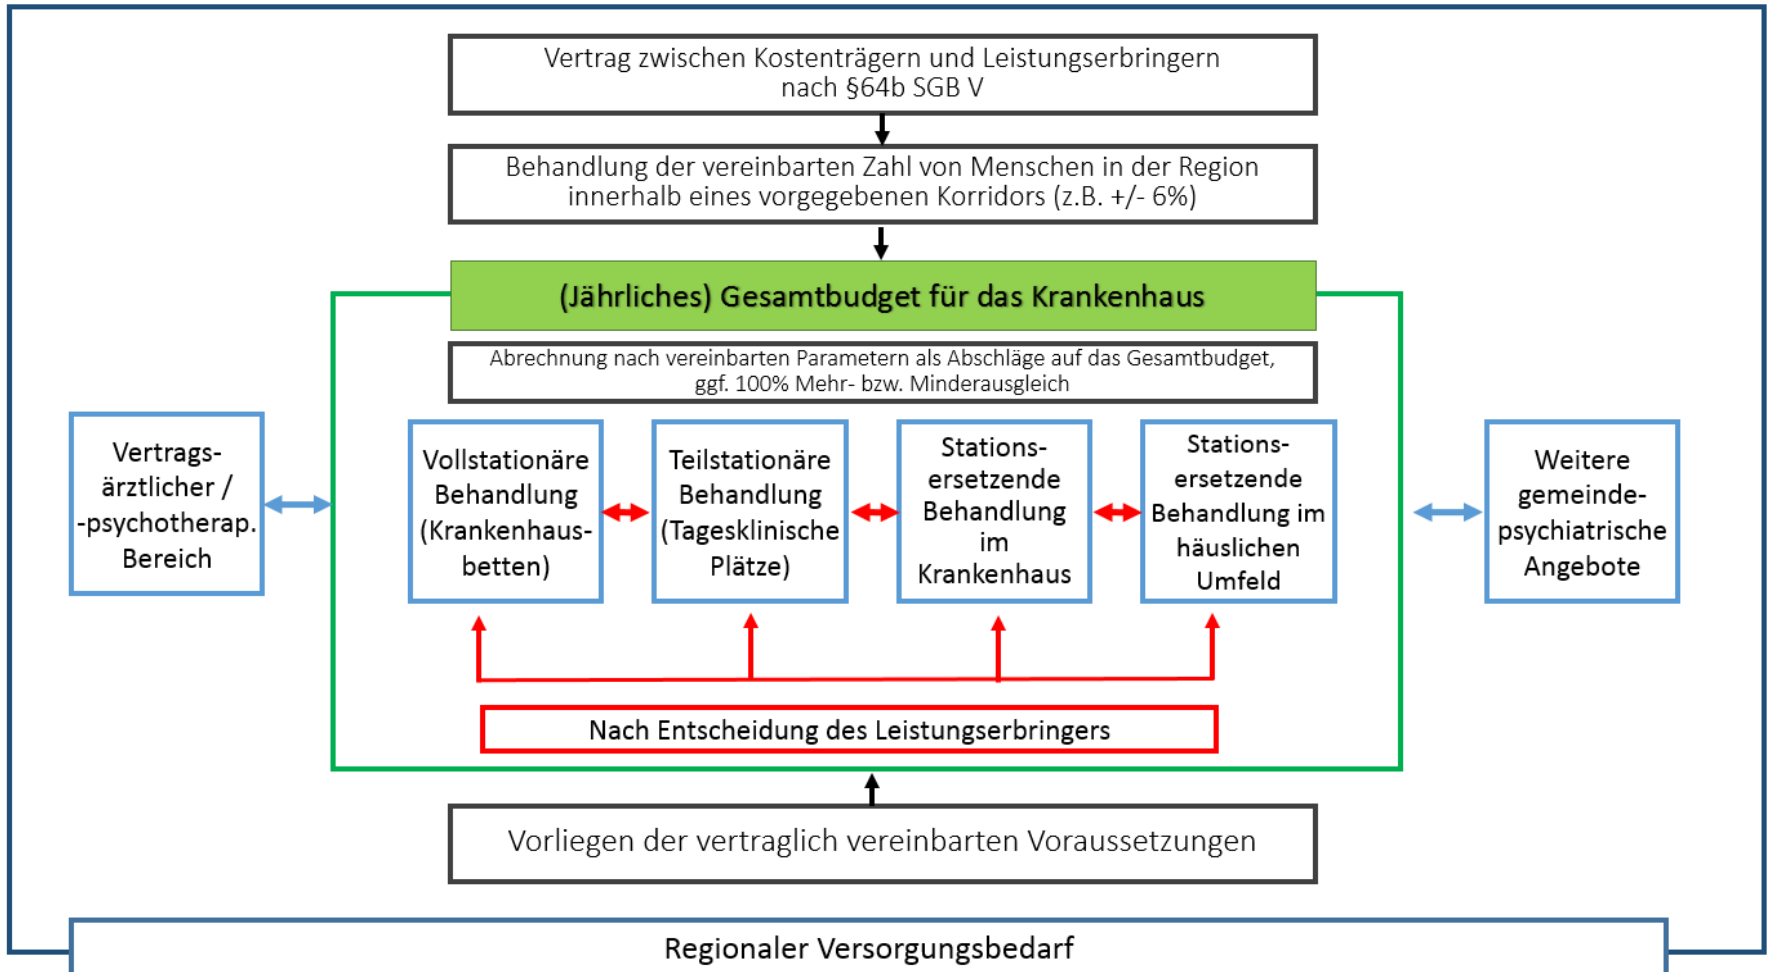 Vertrag zwischen Kostenträgern und Leistungserbringern
nach §64b SGB V
Behandlung der vereinbarten Zahl von Menschen in der Region
innerhalb eines vorgegebenen Korridors (z.B. +/- 6%)
(Jährliches) Gesamtbudget für das Krankenhaus
Abrechnung nach vereinbarten Parametern als Abschläge auf das Gesamtbudget,
ggf. 100% Mehr- bzw. Minderausgleich
Vertrags-
ärztlicher /
-psychotherap.
Bereich
Vollstationäre
Behandlung
(Krankenhaus-
betten)
Teilstationäre
Behandlung
(Tagesklinische
Plätze)
Stations-
ersetzende
Behandlung
im
Krankenhaus
Stations-
ersetzende
Behandlung im
häuslichen
Umfeld
Weitere
gemeinde-
psychiatrische
Angebote
Nach Entscheidung des Leistungserbringers
Vorliegen der vertraglich vereinbarten Voraussetzungen
Regionaler Versorgungsbedarf